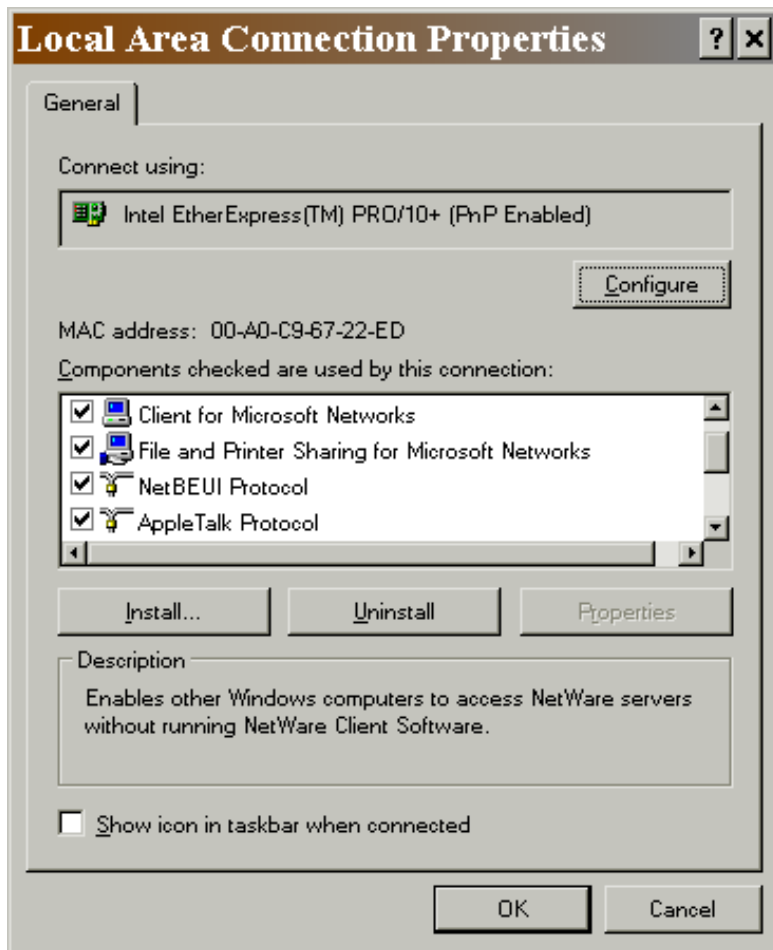 Local Area Connection Properties
General
Connect using:
Intel EtherExpress(TM) PRO/10+ (PnP Enabled)
Configure
MAC address: 00-A0-C9-67-22-ED
Components checked are used by this connection:
Client for Microsoft Networks
File and Printer Sharing for Microsoft Networks
NetBEUI Protocol
AppleTalk Protocol
Install...
Uninstall
Properties
Description
Enables other Windows computers to access NetWare servers
without running NetWare Client Software.
Show icon in taskbar when connected
OK
Cancel